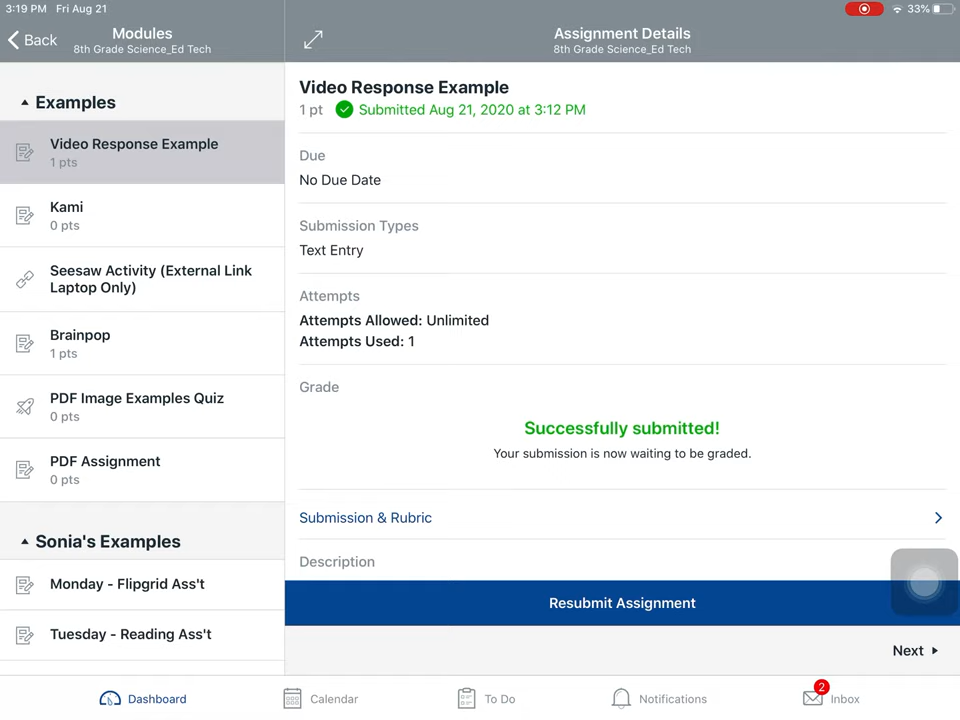 3:19 PM Fri Aug 21
33%
Back
Modules
8th Grade Science_Ed Tech
Assignment Details
8th Grade Science_Ed Tech
Examples
Video Response Example
1 pts
Kami
0 pts
Seesaw Activity (External Link
Laptop Only)
Brainpop
1 pts
PDF Image Examples Quiz
0 pts
PDF Assignment
0 pts
Sonia's Examples
Monday - Flipgrid Ass't
Tuesday - Reading Ass't
Video Response Example
1 pt Submitted Aug 21, 2020 at 3:12 PM
Due
No Due Date
Submission Types
Text Entry
Attempts
Attempts Allowed: Unlimited
Attempts Used: 1
Grade
Successfully submitted!
Your submission is now waiting to be graded.
Submission & Rubric
Description
Resubmit Assignment
Next
Dashboard
Calendar
To Do
Notifications
2
Inbox